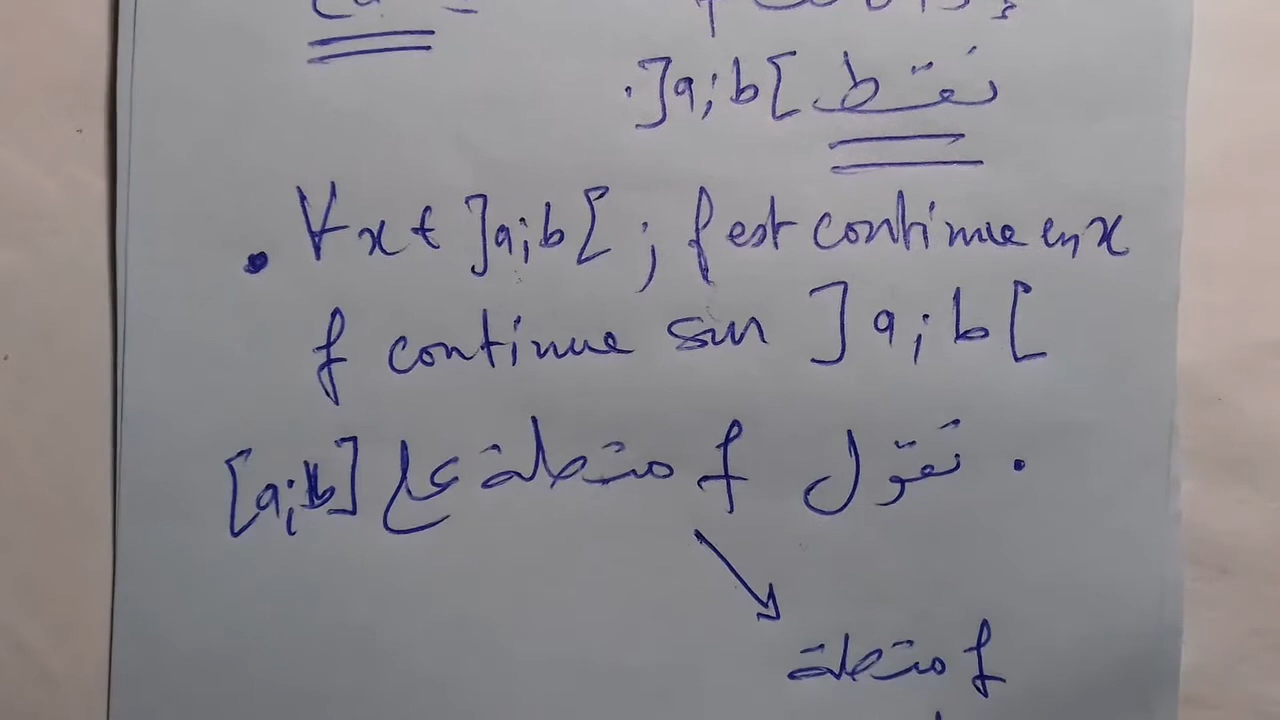 نقط ]a;b[.
. ∀x∈ ]a;b[ ; f est continue en x
f continue sur ]a;b[
. نقول f متصلة على [a;b]
f متصلة